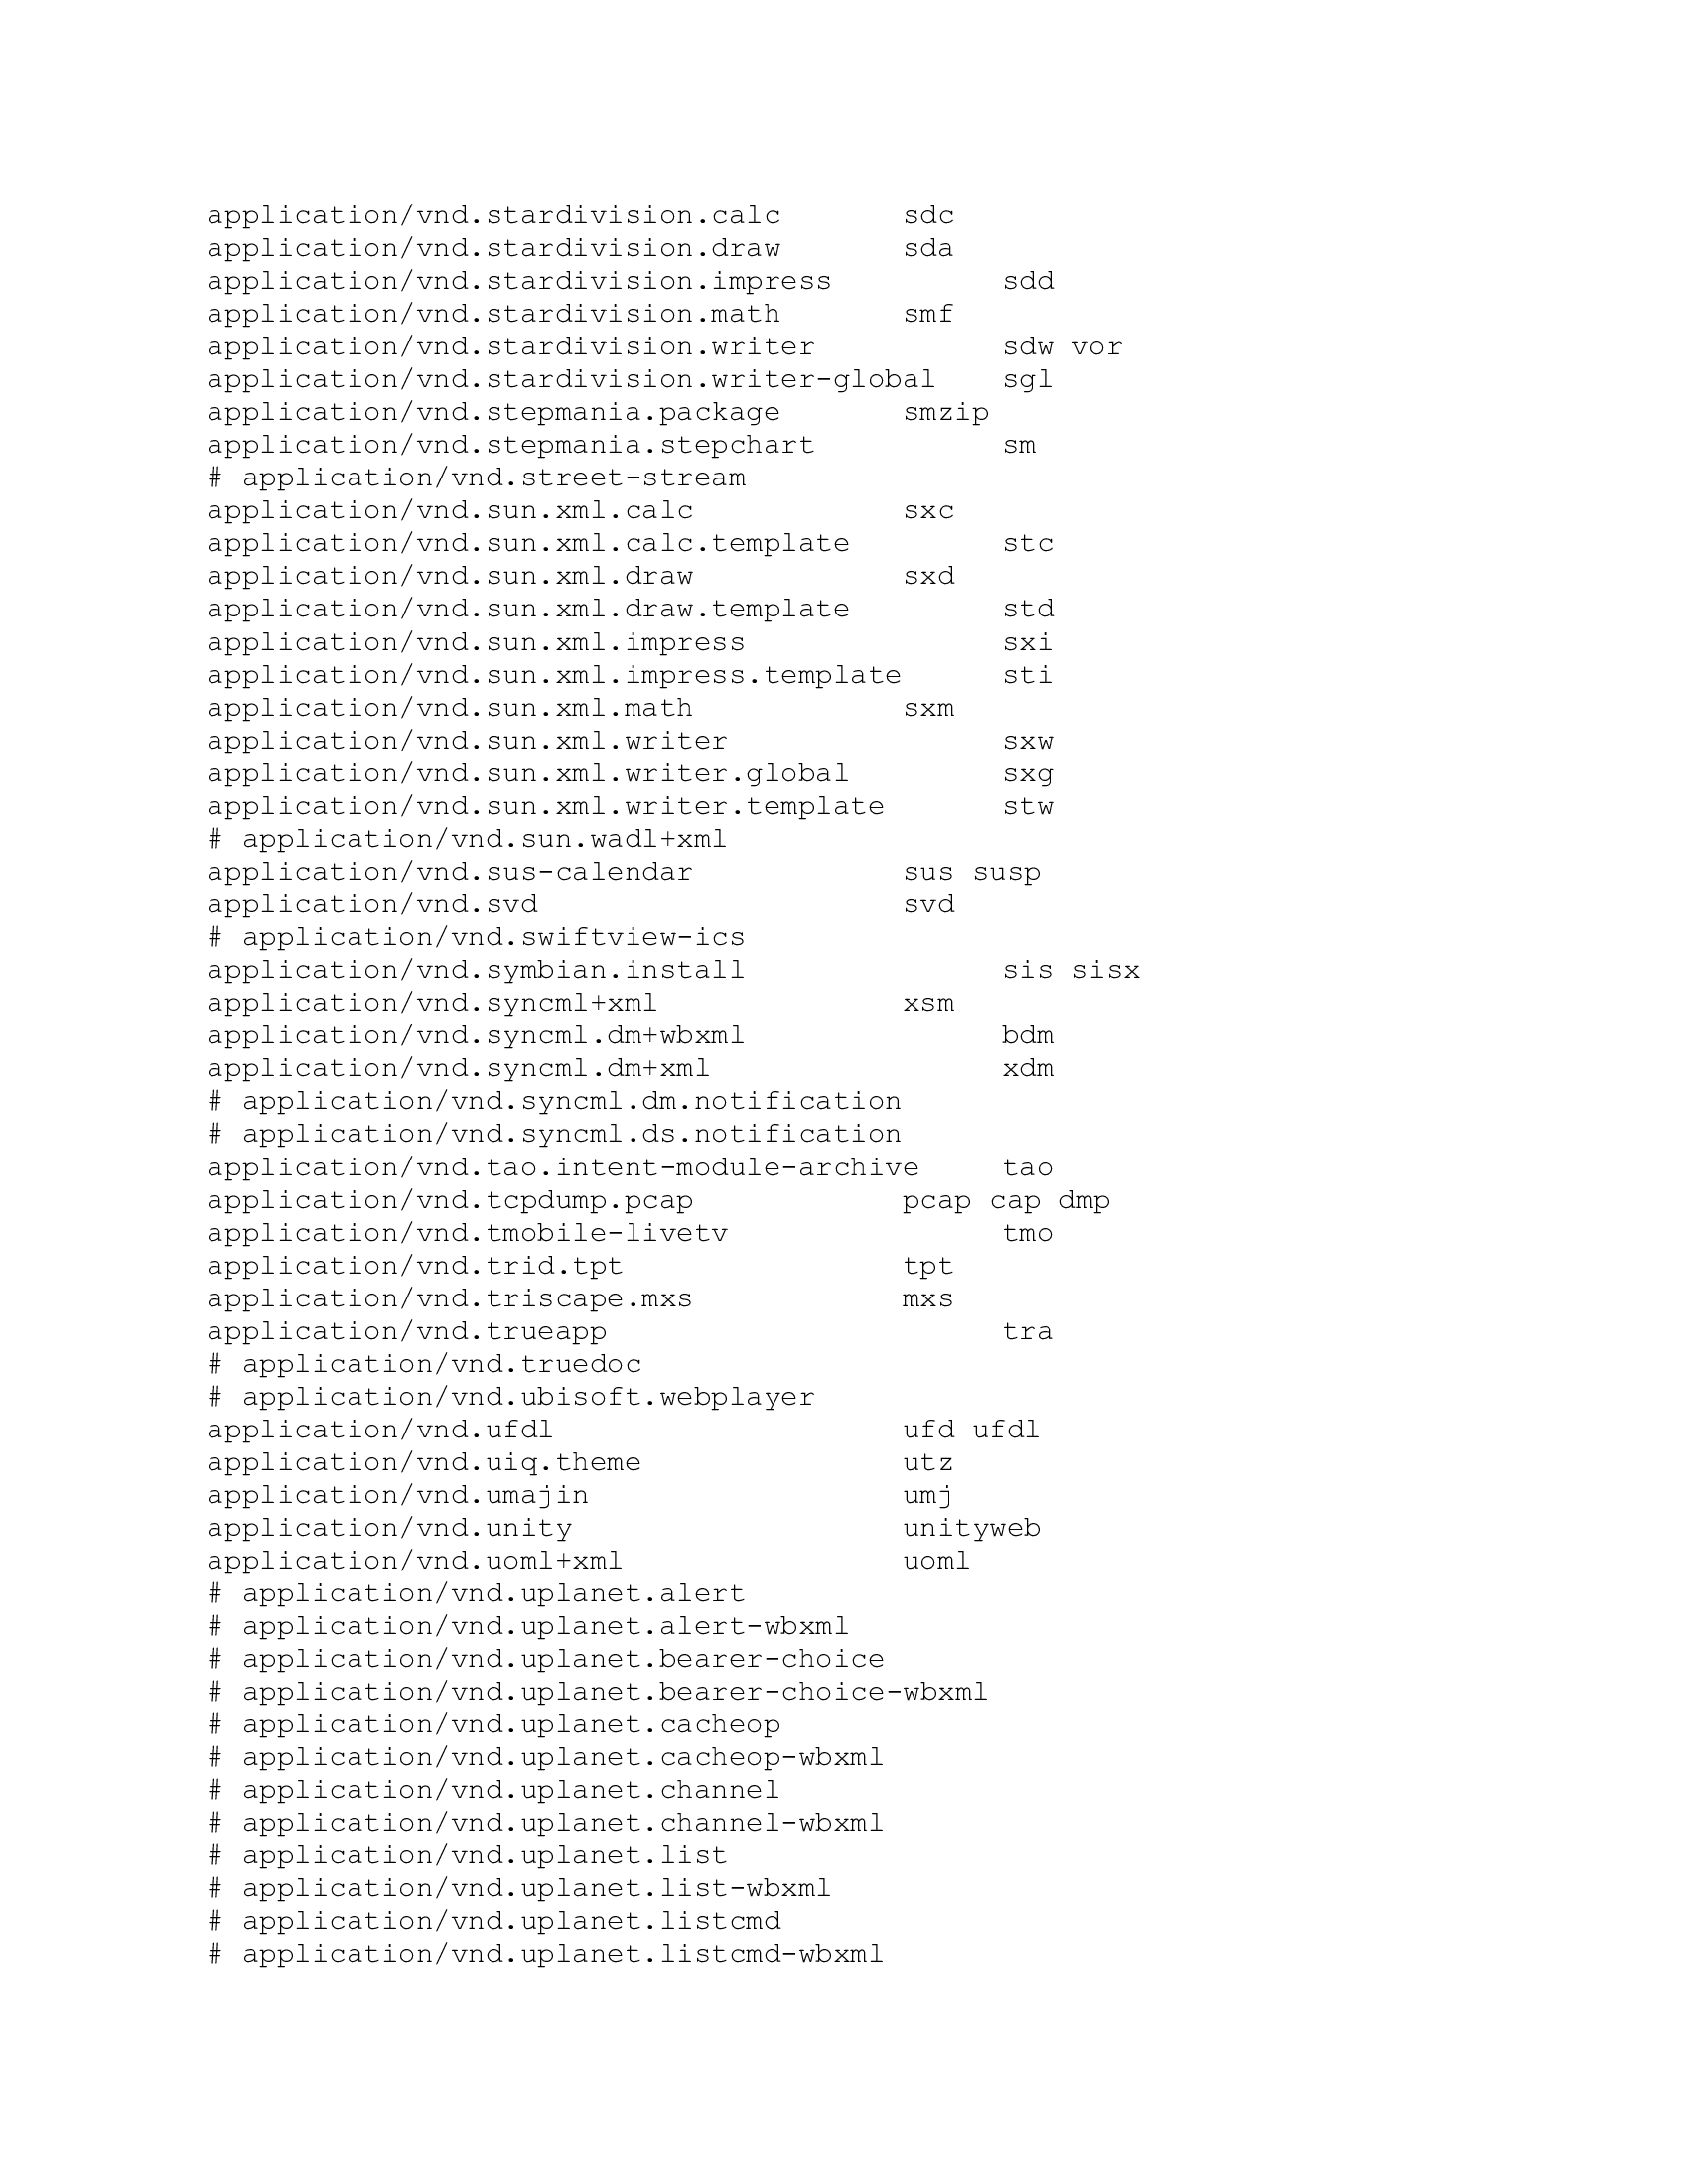 application/vnd.stardivision.calc sdc
application/vnd.stardivision.draw sda
application/vnd.stardivision.impress sdd
application/vnd.stardivision.math smf
application/vnd.stardivision.writer sdw vor
application/vnd.stardivision.writer-global sgl
application/vnd.stepmania.package smzip
application/vnd.stepmania.stepchart sm
# application/vnd.street-stream
application/vnd.sun.xml.calc sxc
application/vnd.sun.xml.calc.template stc
application/vnd.sun.xml.draw sxd
application/vnd.sun.xml.draw.template std
application/vnd.sun.xml.impress sxi
application/vnd.sun.xml.impress.template sti
application/vnd.sun.xml.math sxm
application/vnd.sun.xml.writer sxw
application/vnd.sun.xml.writer.global sxg
application/vnd.sun.xml.writer.template stw
# application/vnd.sun.wadl+xml
application/vnd.sus-calendar sus susp
application/vnd.svd svd
# application/vnd.swiftview-ics
application/vnd.symbian.install sis sisx
application/vnd.syncml+xml xsm
application/vnd.syncml.dm+wbxml bdm
application/vnd.syncml.dm+xml xdm
# application/vnd.syncml.dm.notification
# application/vnd.syncml.ds.notification
application/vnd.tao.intent-module-archive tao
application/vnd.tcpdump.pcap pcap cap dmp
application/vnd.tmobile-livetv tmo
application/vnd.trid.tpt tpt
application/vnd.triscape.mxs mxs
application/vnd.trueapp tra
# application/vnd.truedoc
# application/vnd.ubisoft.webplayer
application/vnd.ufdl ufd ufdl
application/vnd.uiq.theme utz
application/vnd.umajin umj
application/vnd.unity unityweb
application/vnd.uoml+xml uoml
# application/vnd.uplanet.alert
# application/vnd.uplanet.alert-wbxml
# application/vnd.uplanet.bearer-choice
# application/vnd.uplanet.bearer-choice-wbxml
# application/vnd.uplanet.cacheop
# application/vnd.uplanet.cacheop-wbxml
# application/vnd.uplanet.channel
# application/vnd.uplanet.channel-wbxml
# application/vnd.uplanet.list
# application/vnd.uplanet.list-wbxml
# application/vnd.uplanet.listcmd
# application/vnd.uplanet.listcmd-wbxml